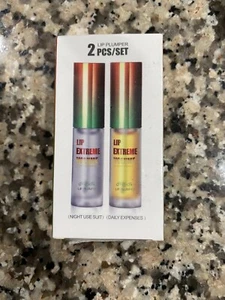 LIP PLUMPER
2 PCS/SET
LIP
EXTREME
LIP
EXTREME
(NIGHT USE SUIT) (DAILY EXPENSES)